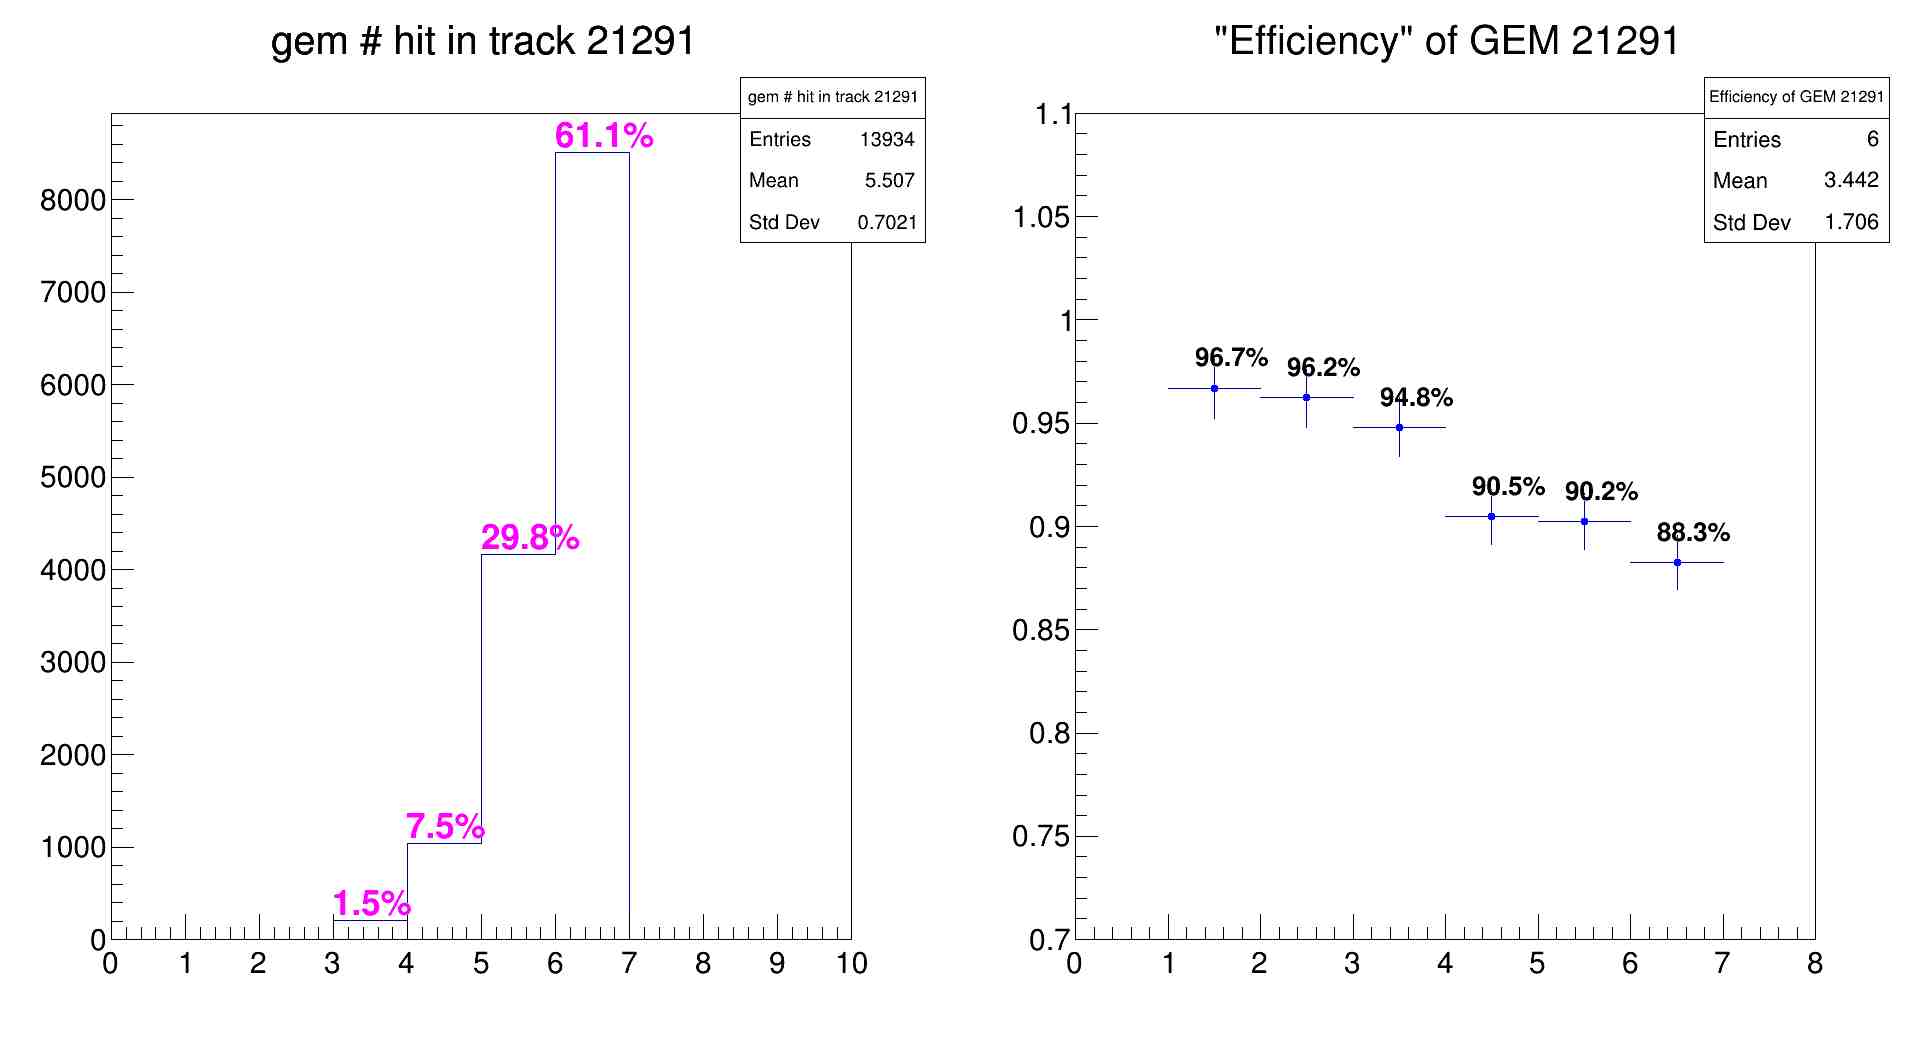 gem # hit in track 21291
gem # hit in track 21291
Entries 13934
Mean 5.507
Std Dev 0.7021
61.1%
29.8%
7.5%
1.5%
8000
7000
6000
5000
4000
3000
2000
1000
0
0 1 2 3 4 5 6 7 8 9 10
"Efficiency" of GEM 21291
Efficiency of GEM 21291
Entries 6
Mean 3.442
Std Dev 1.706
96.7%
96.2%
94.8%
90.5%
90.2%
88.3%
1.1
1.05
1
0.95
0.9
0.85
0.8
0.75
0.7
0 1 2 3 4 5 6 7 8